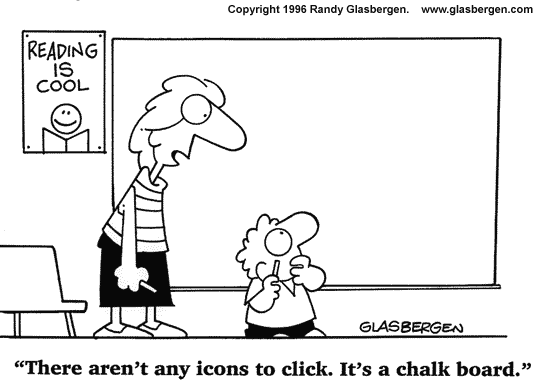 Copyright 1996 Randy Glasbergen. www.glasbergen.com
READING
IS
COOL
GLASBERGEN
“There aren’t any icons to click. It’s a chalk board.”